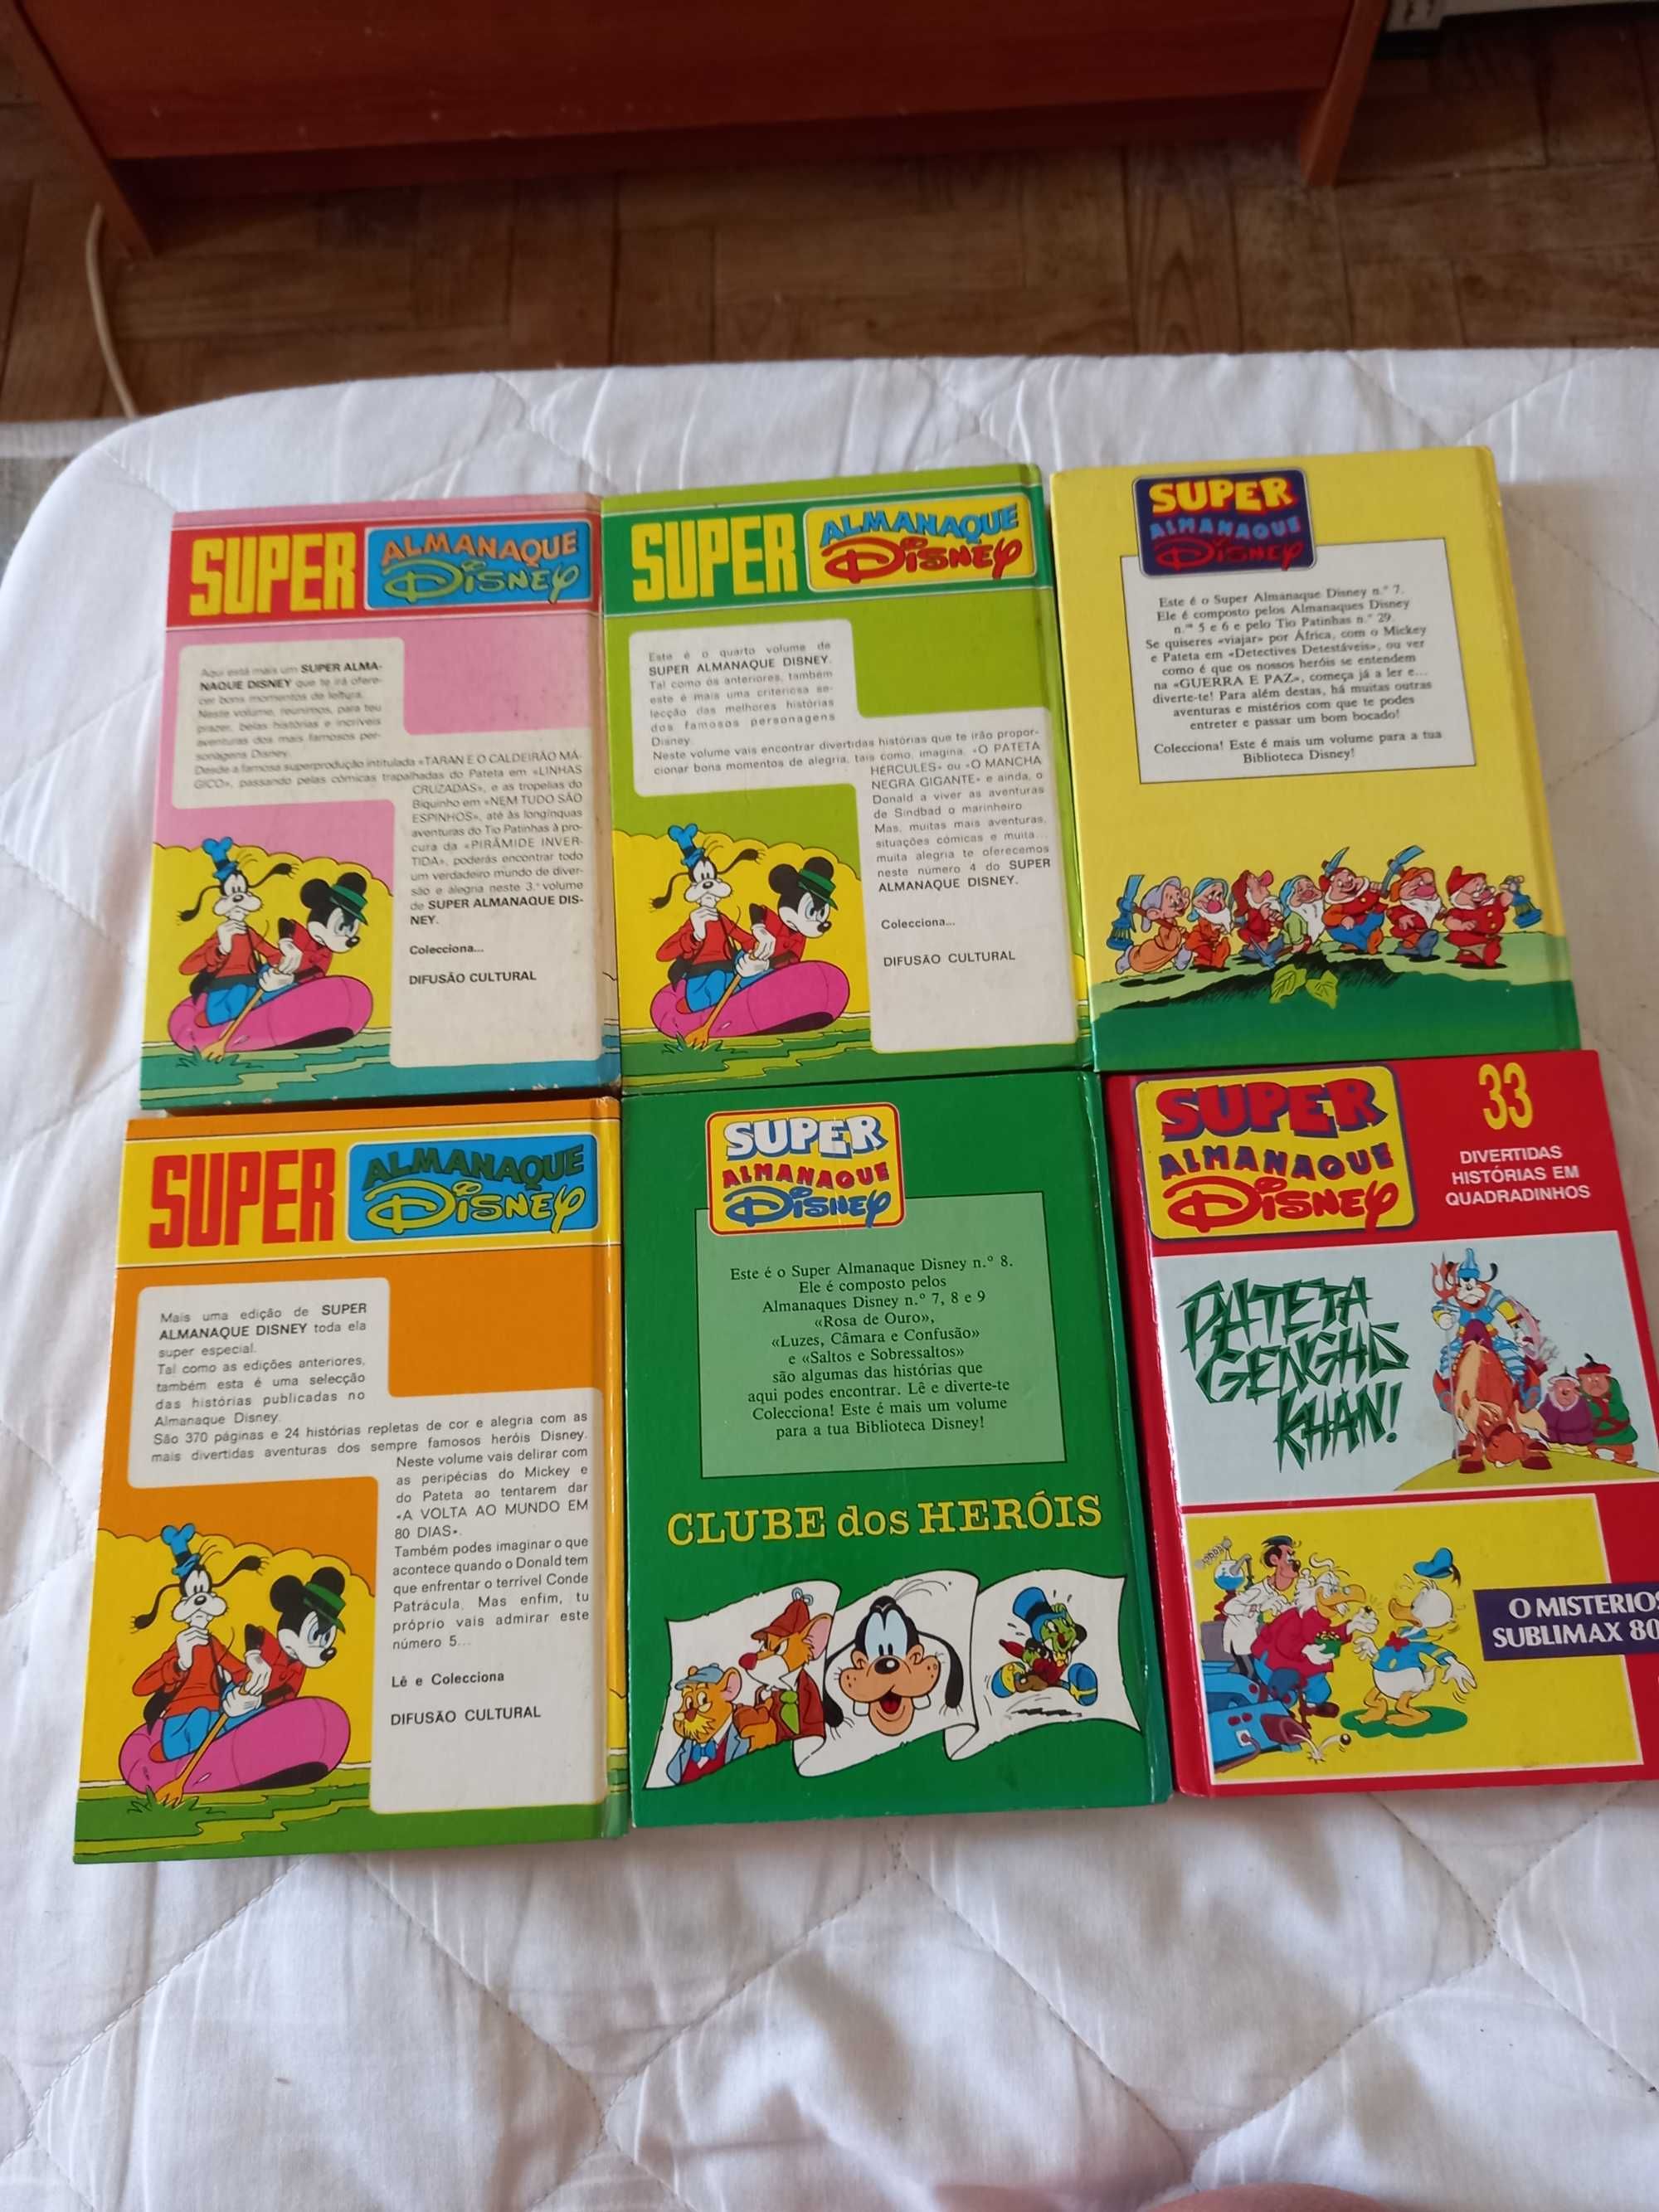 SUPER
ALMANAQUE
DISNEY
Aqui está mais um SUPER ALMA-
NAQUE DISNEY que te irá ofere-
cer bons momentos de leitura.
Neste volume, reunimos, para teu
prazer, belas histórias e incríveis
aventuras dos mais famosos per-
sonagens Disney.
Desde a famosa superprodução intitulada «TARAN E O CALDEIRÃO MÁ-
GICO», passando pelas cómicas trapalhadas do Pateta em «LINHAS
CRUZADAS», e as tropelias do
Biquinho em «NEM TUDO SÃO
ESPINHOS», até às longínquas
aventuras do Tio Patinhas à pro-
cura da «PIRÂMIDE INVER-
TIDA», poderás encontrar todo
um verdadeiro mundo de diver-
são e alegria neste 3.º volume
de SUPER ALMANAQUE DIS-
NEY.
Colecciona...
DIFUSÃO CULTURAL
SUPER
ALMANAQUE
DISNEY
Este é o quarto volume de
SUPER ALMANAQUE DISNEY.
Tal como os anteriores, também
este é mais uma criteriosa se-
lecção das melhores histórias
dos famosos personagens
Disney.
Neste volume vais encontrar divertidas histórias que te irão propor-
cionar bons momentos de alegria, tais como, imagina, «O PATETA
HERCULES» ou «O MANCHA
NEGRA GIGANTE» e ainda, o
Donald a viver as aventuras
de Sindbad o marinheiro
Mas, muitas mais aventuras,
situações cómicas e muita...
muita alegria te oferecemos
neste número 4 do SUPER
ALMANAQUE DISNEY.
Colecciona...
DIFUSÃO CULTURAL
SUPER
ALMANAQUE
DISNEY
Este é o Super Almanaque Disney n.º 7.
Ele é composto pelos Almanaques Disney
n.ºs 5 e 6 e pelo Tio Patinhas n.º 29.
Se quiseres «viajar» por África, com o Mickey
e Pateta em «Detectives Detestáveis», ou ver
como é que os nossos heróis se entendem
na «GUERRA E PAZ», começa já a ler e...
diverte-te! Para além destas, há muitas outras
aventuras e mistérios com que te podes
entreter e passar um bom bocado!
Colecciona! Este é mais um volume para a tua
Biblioteca Disney!
SUPER
ALMANAQUE
DISNEY
Mais uma edição de SUPER
ALMANAQUE DISNEY toda ela
super especial.
Tal como as edições anteriores,
também esta é uma selecção
das histórias publicadas no
Almanaque Disney.
São 370 páginas e 24 histórias repletas de cor e alegria com as
mais divertidas aventuras dos sempre famosos heróis Disney.
Neste volume vais delirar com
as peripécias do Mickey e
do Pateta ao tentarem dar
«A VOLTA AO MUNDO EM
80 DIAS».
Também podes imaginar o que
acontece quando o Donald tem
que enfrentar o terrível Conde
Patrácula. Mas enfim, tu
próprio vais admirar este
número 5...
Lê e Colecciona
DIFUSÃO CULTURAL
SUPER
ALMANAQUE
DISNEY
Este é o Super Almanaque Disney n.º 8.
Ele é composto pelos
Almanaques Disney n.º 7, 8 e 9
«Rosa de Ouro»,
«Luzes, Câmara e Confusão»
e «Saltos e Sobressaltos»
são algumas das histórias que
aqui podes encontrar. Lê e diverte-te
Colecciona! Este é mais um volume
para a tua Biblioteca Disney!
CLUBE dos HERÓIS
SUPER
ALMANAQUE
DISNEY
33
DIVERTIDAS
HISTÓRIAS EM
QUADRADINHOS
PATETA
GENGHIS
KHAN!
O MISTERIOS
SUBLIMAX 80